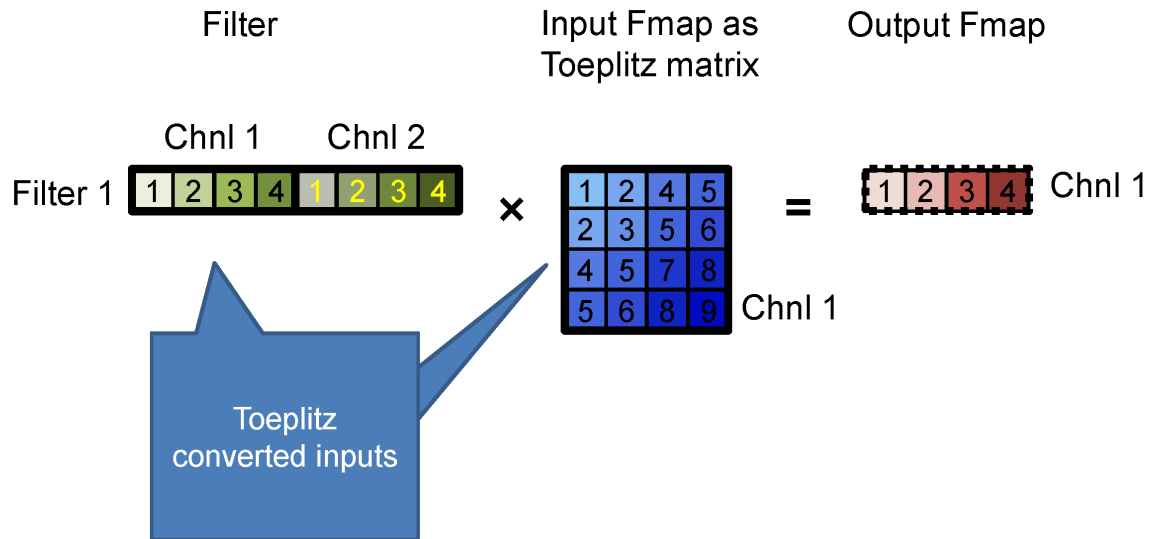 Filter
Input Fmap as
Toeplitz matrix
Output Fmap
Chnl 1
Chnl 2
Filter 1
1 2 3 4 1 2 3 4
×
1 2 4 5
2 3 5 6
4 5 7 8
5 6 8 9
Chnl 1
=
1 2 3 4
Chnl 1
Toeplitz
converted inputs